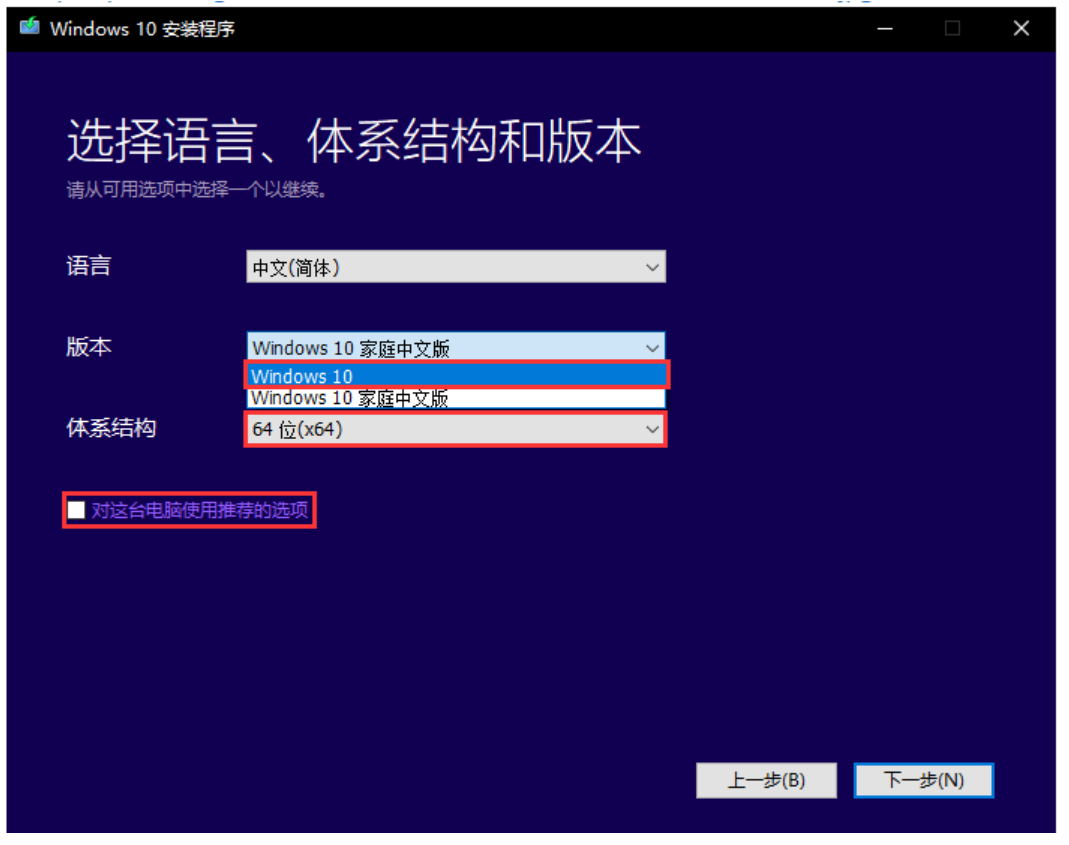 Windows 10 安装程序
选择语言、体系结构和版本
请从可用选项中选择一个以继续。
语言
中文(简体)
版本
Windows 10 家庭中文版
Windows 10
Windows 10 家庭中文版
体系结构
64 位(x64)
对这台电脑使用推荐的选项
上一步(B)
下一步(N)